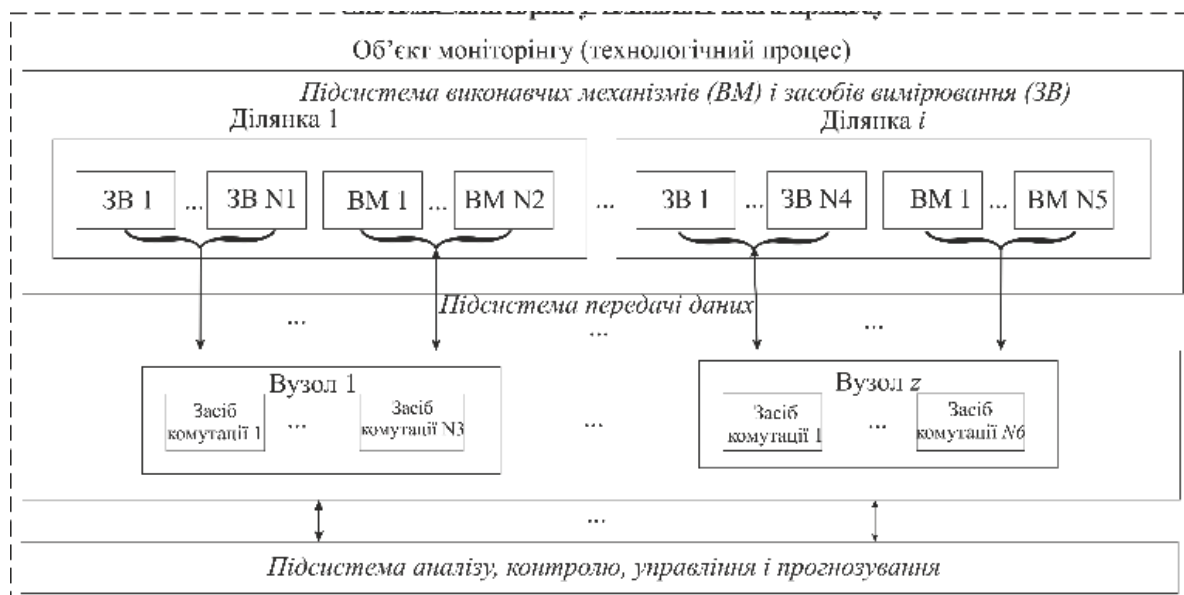 Об’єкт моніторінгу (технологічний процес)
Підсистема виконавчих механізмів (ВМ) і засобів вимірювання (ЗВ)
Ділянка 1
Ділянка i
ЗВ 1 ... ЗВ N1 ВМ 1 ... ВМ N2 ... ЗВ 1 ... ЗВ N4 ВМ 1 ... ВМ N5
Підсистема передачі даних
... ... ...
Вузол 1
Вузол z
Засіб
комутації 1
...
Засіб
комутації N3
...
Засіб
комутації 1
...
Засіб
комутації N6
...
Підсистема аналізу, контролю, управління і прогнозування